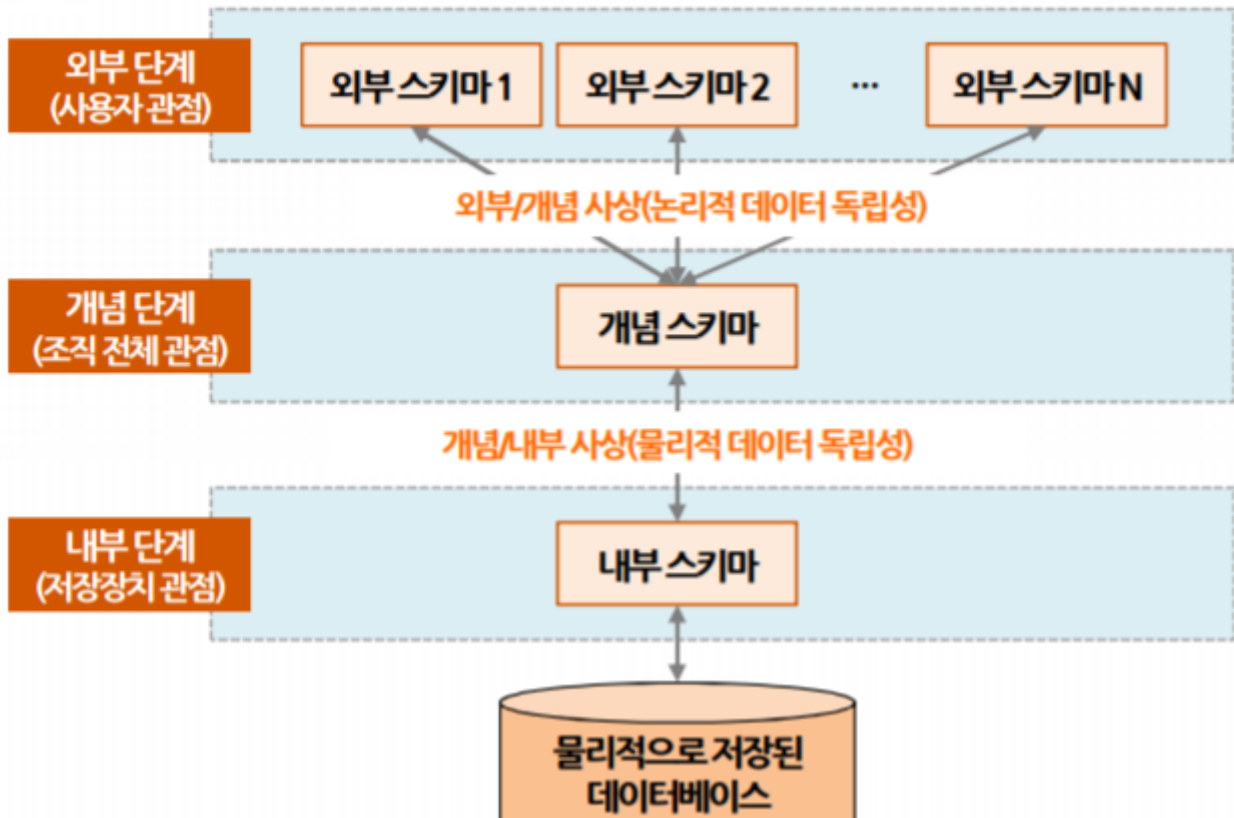 외부 단계
(사용자 관점)
외부 스키마 1
외부 스키마 2
...
외부 스키마 N
외부/개념 사상(논리적 데이터 독립성)
개념 단계
(조직 전체 관점)
개념 스키마
개념/내부 사상(물리적 데이터 독립성)
내부 단계
(저장장치 관점)
내부 스키마
물리적으로 저장된
데이터베이스